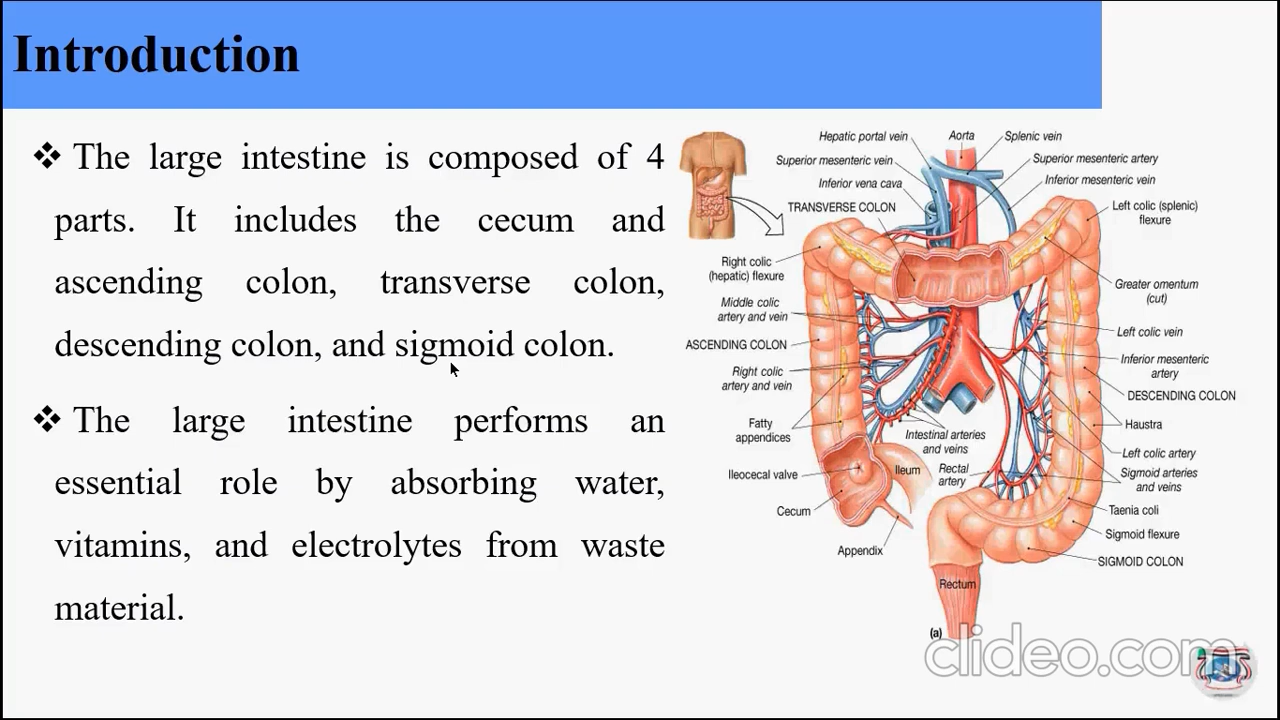 Introduction
❖ The large intestine is composed of 4
parts. It includes the cecum and
ascending colon, transverse colon,
descending colon, and sigmoid colon.
❖ The large intestine performs an
essential role by absorbing water,
vitamins, and electrolytes from waste
material.
Hepatic portal vein
Aorta
Splenic vein
Superior mesenteric vein
Superior mesenteric artery
Inferior vena cava
Inferior mesenteric vein
TRANSVERSE COLON
Left colic (splenic)
flexure
Right colic
(hepatic) flexure
Greater omentum
(cut)
Middle colic
artery and vein
Left colic vein
ASCENDING COLON
Inferior mesenteric
artery
Right colic
artery and vein
DESCENDING COLON
Haustra
Fatty
appendices
Intestinal arteries
and veins
Left colic artery
Ileocecal valve
Ileum
Rectal
artery
Sigmoid arteries
and veins
Cecum
Taenia coli
Sigmoid flexure
Appendix
SIGMOID COLON
Rectum
(a)
clideo.com